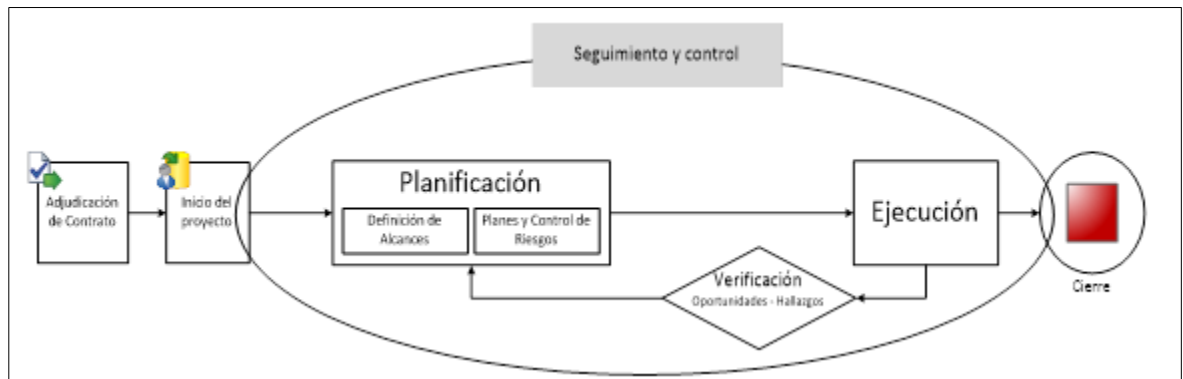 Seguimiento y control
Adjudicación
de Contrato
Inicio del
proyecto
Planificación
Definición de
Alcances
Planes y Control de
Riesgos
Ejecución
Verificación
Oportunidades - Hallazgos
Cierre